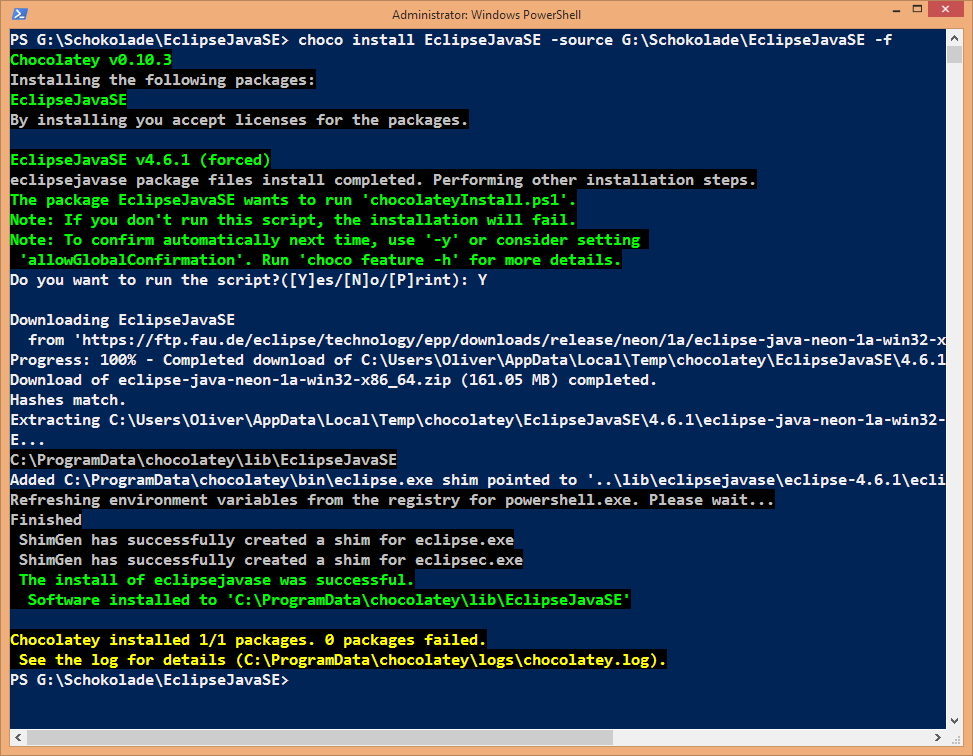 Administrator: Windows PowerShell
PS G:\Schokolade\EclipseJavaSE> choco install EclipseJavaSE -source G:\Schokolade\EclipseJavaSE -f
Chocolatey v0.10.3
Installing the following packages:
EclipseJavaSE
By installing you accept licenses for the packages.
EclipseJavaSE v4.6.1 (forced)
eclipsejavase package files install completed. Performing other installation steps.
The package EclipseJavaSE wants to run 'chocolateyInstall.ps1'.
Note: If you don't run this script, the installation will fail.
Note: To confirm automatically next time, use '-y' or consider setting
'allowGlobalConfirmation'. Run 'choco feature -h' for more details.
Do you want to run the script?([Y]es/[N]o/[P]rint): Y
Downloading EclipseJavaSE
from 'https://ftp.fau.de/eclipse/technology/epp/downloads/release/neon/1a/eclipse-java-neon-1a-win32-x
Progress: 100% - Completed download of C:\Users\Oliver\AppData\Local\Temp\chocolatey\EclipseJavaSE\4.6.1
Download of eclipse-java-neon-1a-win32-x86_64.zip (161.05 MB) completed.
Hashes match.
Extracting C:\Users\Oliver\AppData\Local\Temp\chocolatey\EclipseJavaSE\4.6.1\eclipse-java-neon-1a-win32-
E...
C:\ProgramData\chocolatey\lib\EclipseJavaSE
Added C:\ProgramData\chocolatey\bin\eclipse.exe shim pointed to '..\lib\eclipsejavase\eclipse-4.6.1\ecli
Refreshing environment variables from the registry for powershell.exe. Please wait...
Finished
ShimGen has successfully created a shim for eclipse.exe
ShimGen has successfully created a shim for eclipsec.exe
The install of eclipsejavase was successful.
Software installed to 'C:\ProgramData\chocolatey\lib\EclipseJavaSE'
Chocolatey installed 1/1 packages. 0 packages failed.
See the log for details (C:\ProgramData\chocolatey\logs\chocolatey.log).
PS G:\Schokolade\EclipseJavaSE>